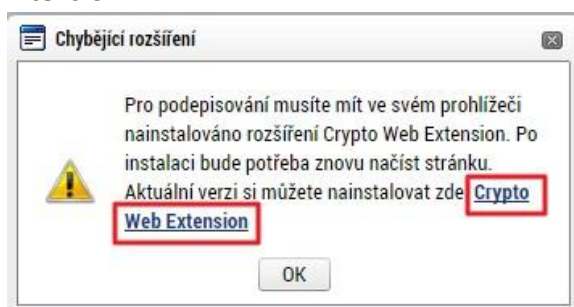 Chybějící rozšíření
Pro podepisování musíte mít ve svém prohlížeči
nainstalováno rozšíření Crypto Web Extension. Po
instalaci bude potřeba znovu načíst stránku.
Aktuální verzi si můžete nainstalovat zde Crypto
Web Extension
OK